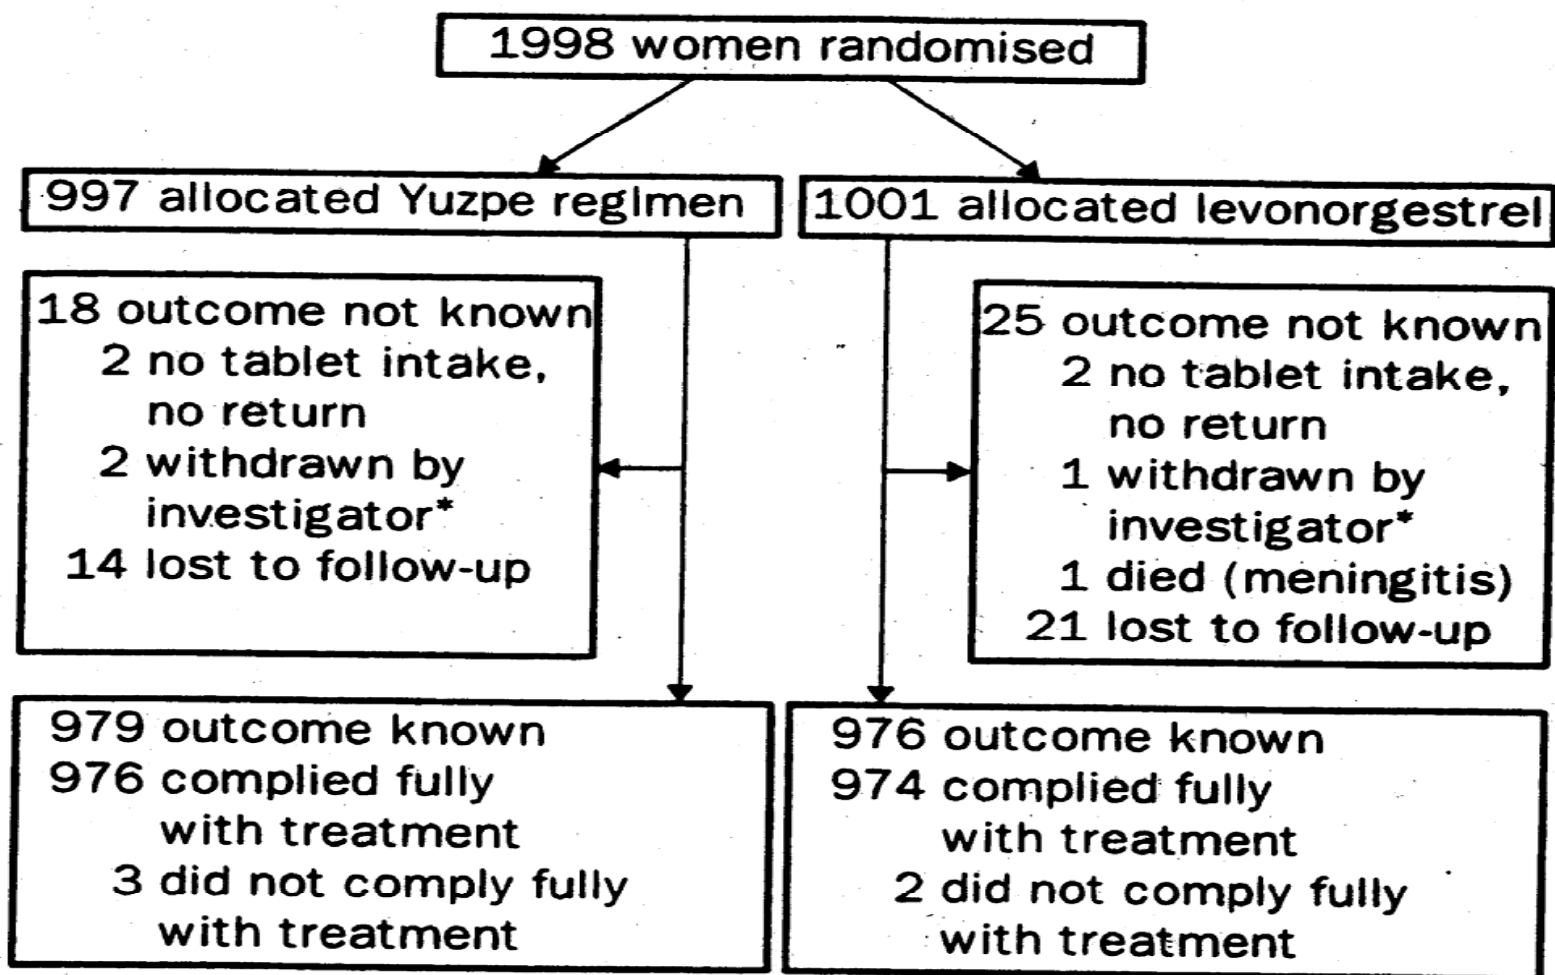 1998 women randomised
997 allocated Yuzpe regimen
1001 allocated levonorgestrel
18 outcome not known
2 no tablet intake,
no return
2 withdrawn by
investigator*
14 lost to follow-up
25 outcome not known
2 no tablet intake,
no return
1 withdrawn by
investigator*
1 died (meningitis)
21 lost to follow-up
979 outcome known
976 complied fully
with treatment
3 did not comply fully
with treatment
976 outcome known
974 complied fully
with treatment
2 did not comply fully
with treatment